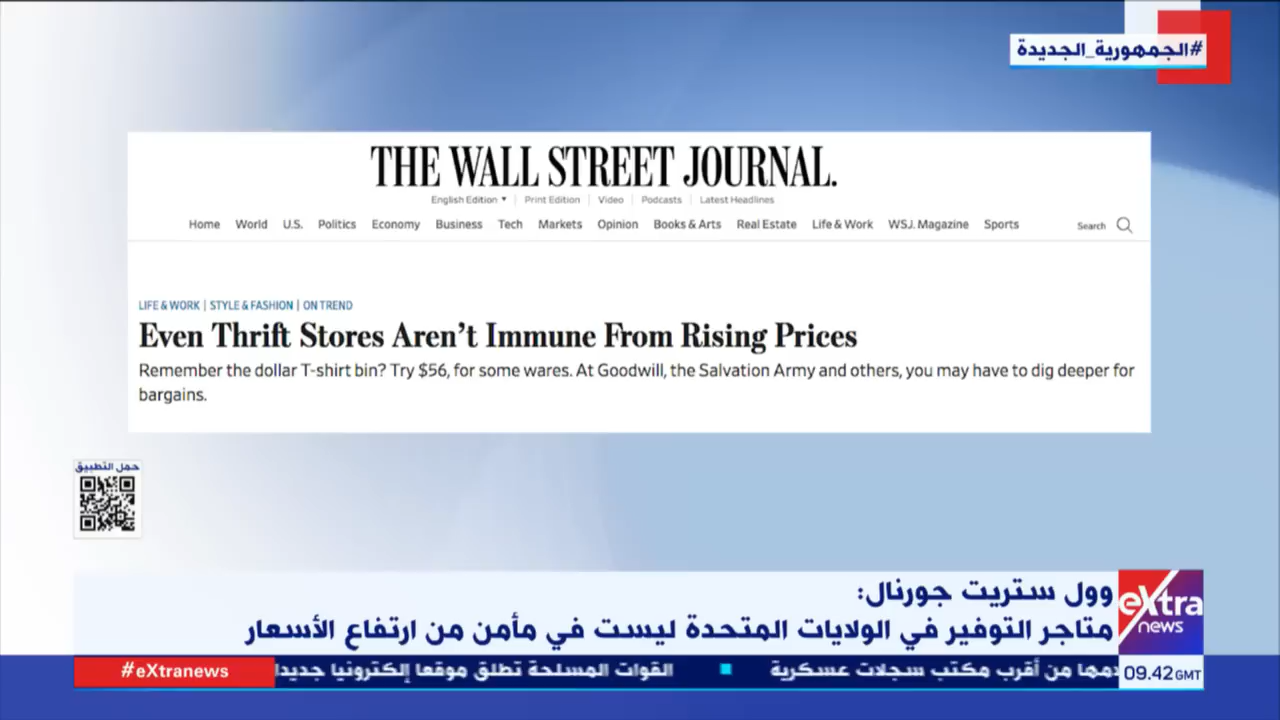 #الجمهورية_الجديدة
THE WALL STREET JOURNAL.
English Edition ▼ | Print Edition | Video | Podcasts | Latest Headlines
Home World U.S. Politics Economy Business Tech Markets Opinion Books & Arts Real Estate Life & Work WSJ. Magazine Sports Search
LIFE & WORK | STYLE & FASHION | ON TREND
Even Thrift Stores Aren't Immune From Rising Prices
Remember the dollar T-shirt bin? Try $56, for some wares. At Goodwill, the Salvation Army and others, you may have to dig deeper for
bargains.
حمل التطبيق
وول ستريت جورنال:
متاجر التوفير في الولايات المتحدة ليست في مأمن من ارتفاع الأسعار
eXtra
news
من أقرب مكتب سجلات عسكرية ■ القوات المسلحة تطلق موقعا إلكترونيا جديدا
#eXtranews
09.42 GMT